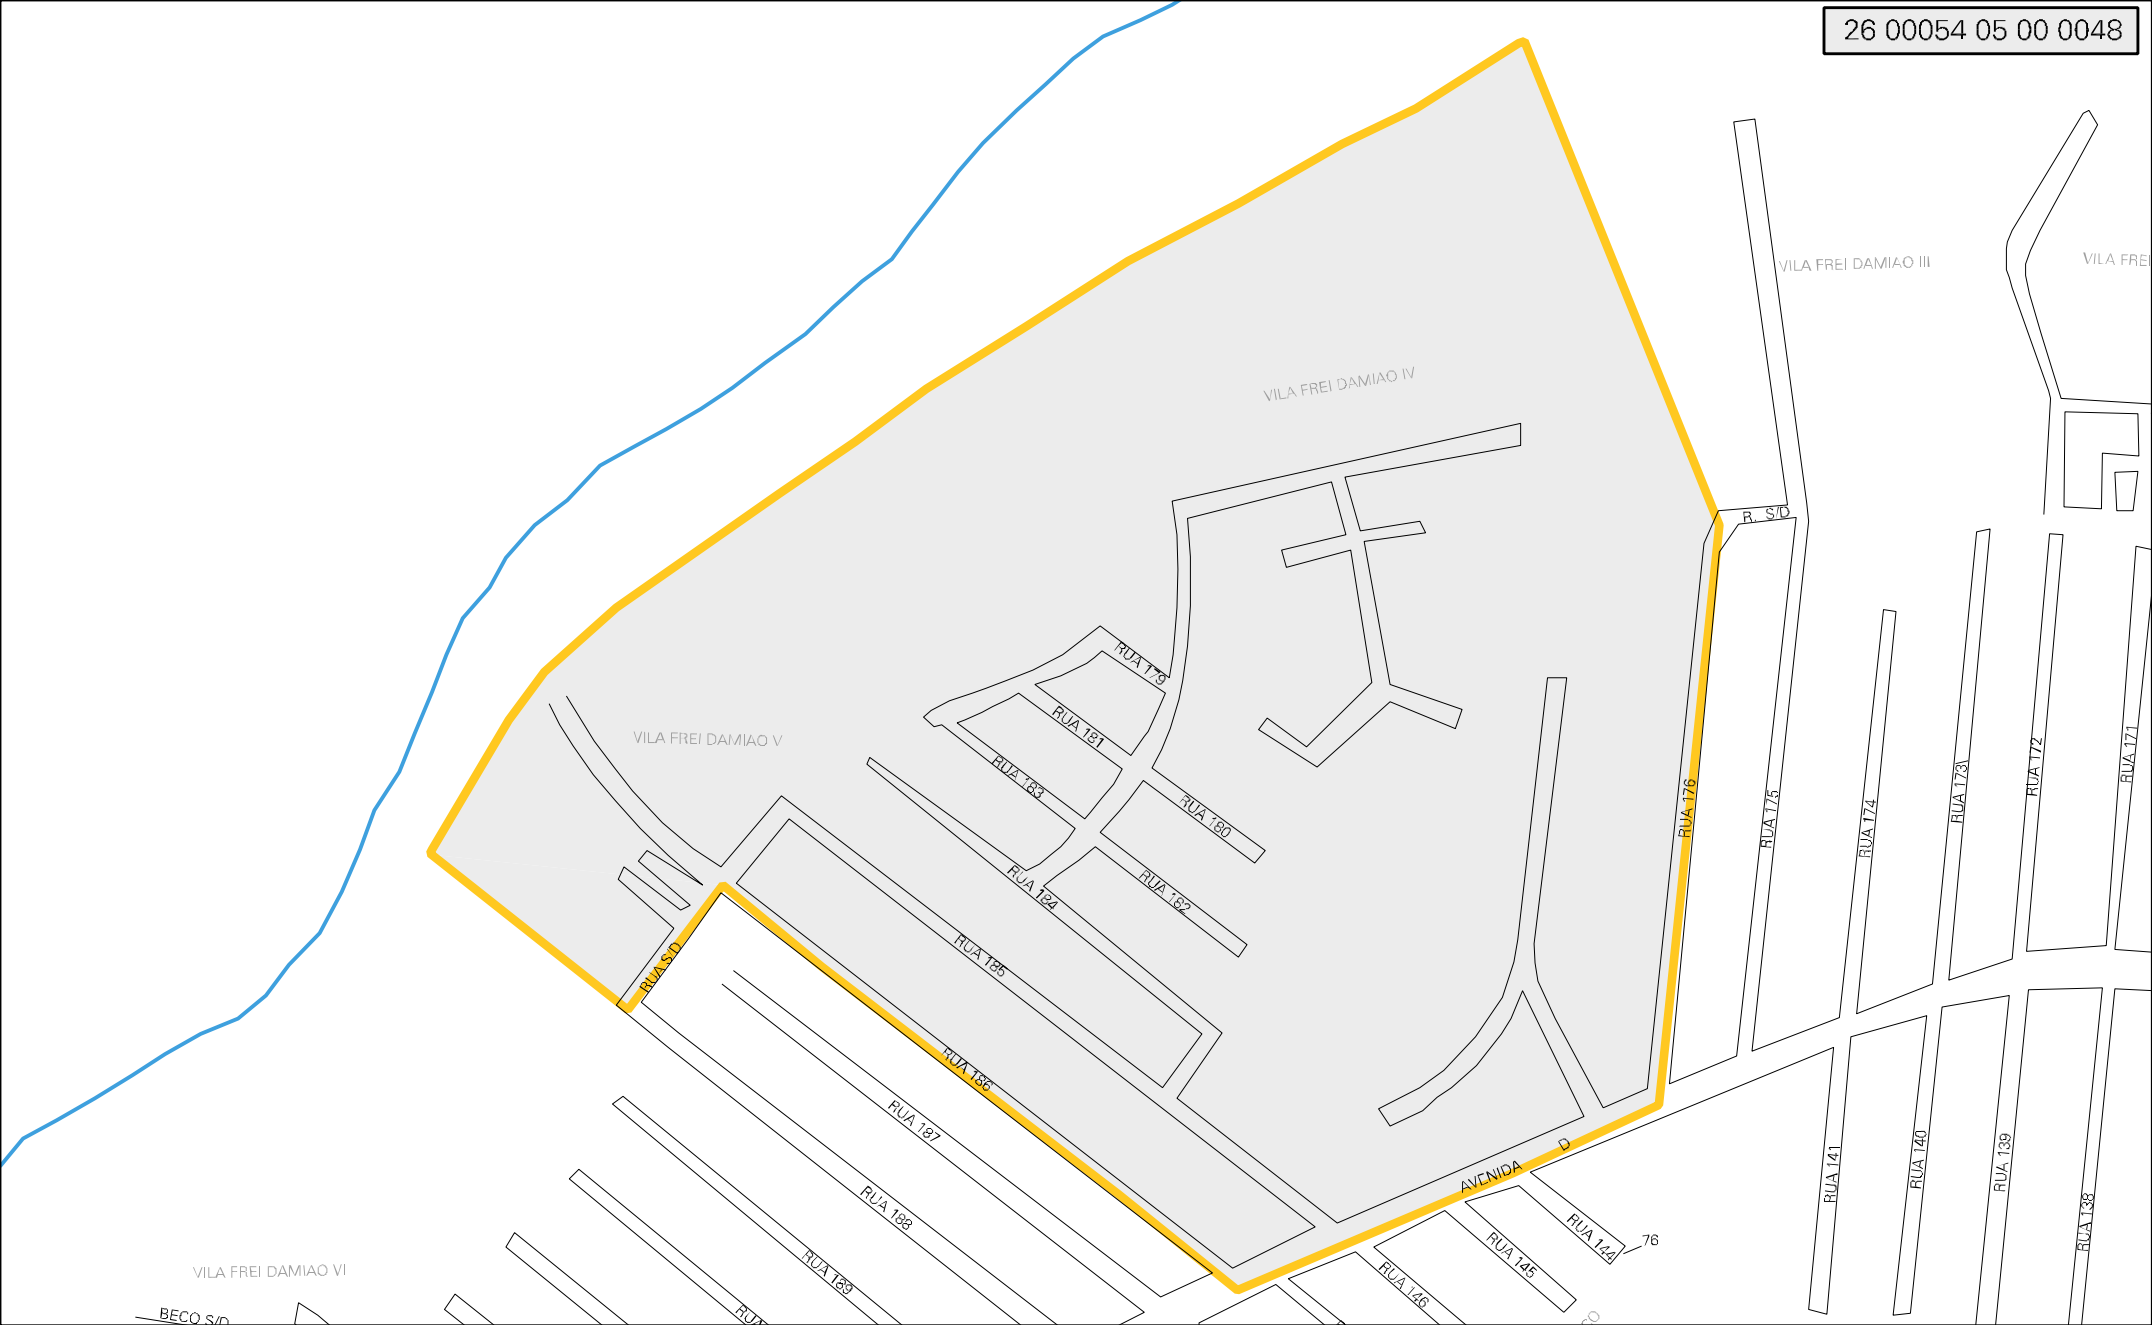 26 00054 05 00 0048
VILA FREI DAMIAO III
VILA FREI
VILA FREI DAMIAO IV
R. S/D
RUA 179
RUA 181
VILA FREI DAMIAO V
RUA 183
RUA 180
RUA 176
RUA 175
RUA 174
RUA 173
RUA 172
RUA 171
RUA 184
RUA 182
RUA S/D
RUA 185
RUA 186
RUA 187
AVENIDA D
RUA 141
RUA 140
RUA 139
RUA 138
RUA 188
RUA 144
76
RUA 145
RUA 189
RUA 146
VILA FREI DAMIAO VI
BECO S/D
RUA
CO